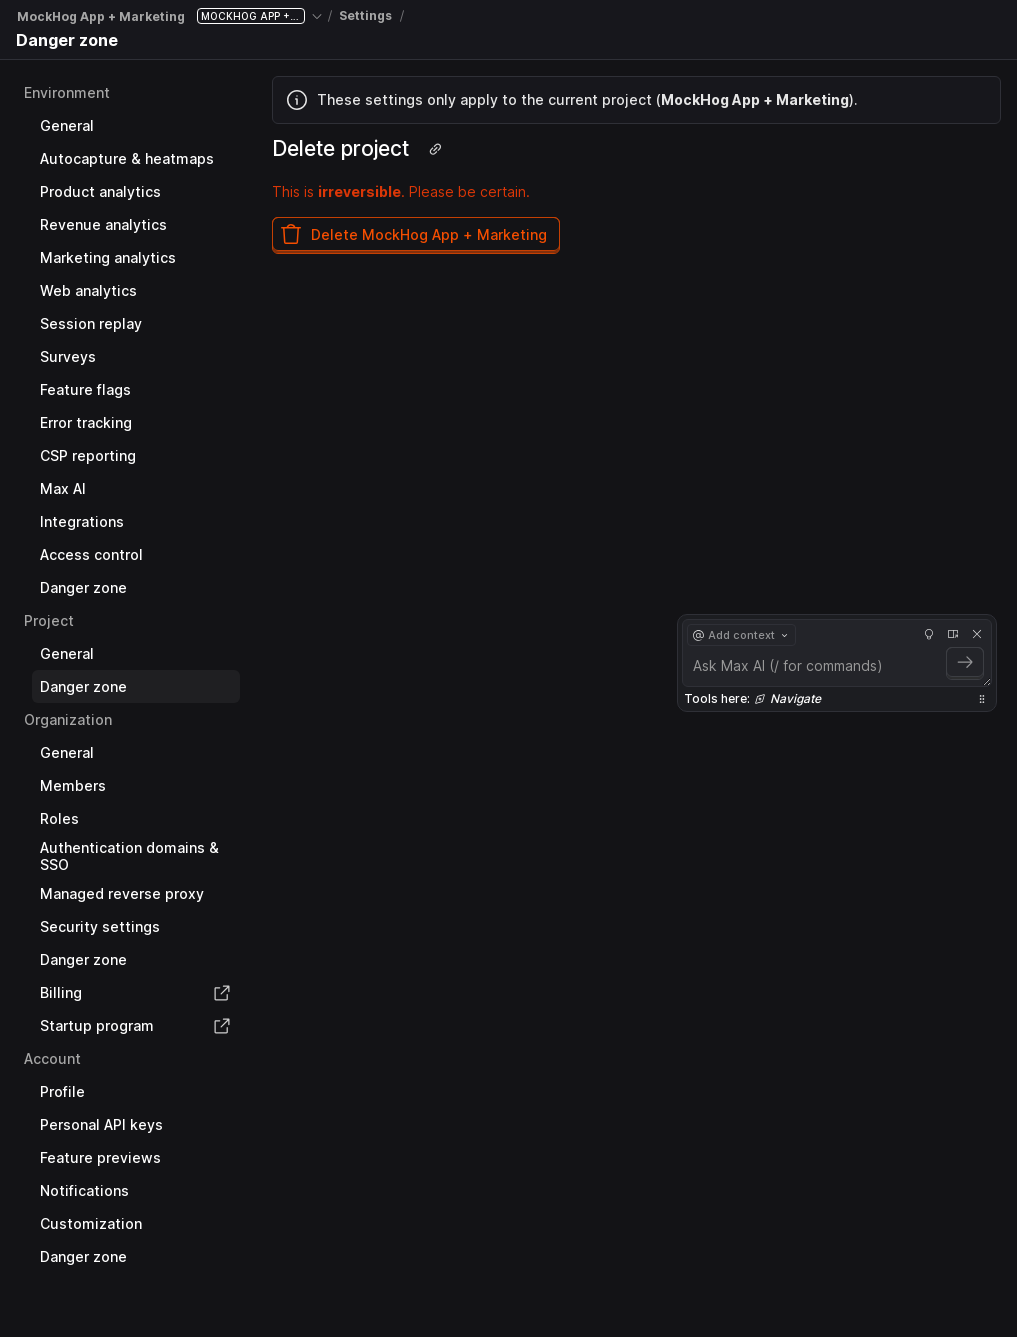 MockHog App + Marketing MOCKHOG APP +... / Settings /
Danger zone
Environment
General
Autocapture & heatmaps
Product analytics
Revenue analytics
Marketing analytics
Web analytics
Session replay
Surveys
Feature flags
Error tracking
CSP reporting
Max AI
Integrations
Access control
Danger zone
Project
General
Danger zone
Organization
General
Members
Roles
Authentication domains &
SSO
Managed reverse proxy
Security settings
Danger zone
Billing
Startup program
Account
Profile
Personal API keys
Feature previews
Notifications
Customization
Danger zone
These settings only apply to the current project (MockHog App + Marketing).
Delete project
This is irreversible. Please be certain.
Delete MockHog App + Marketing
@ Add context
Ask Max AI (/ for commands)
Tools here: Navigate